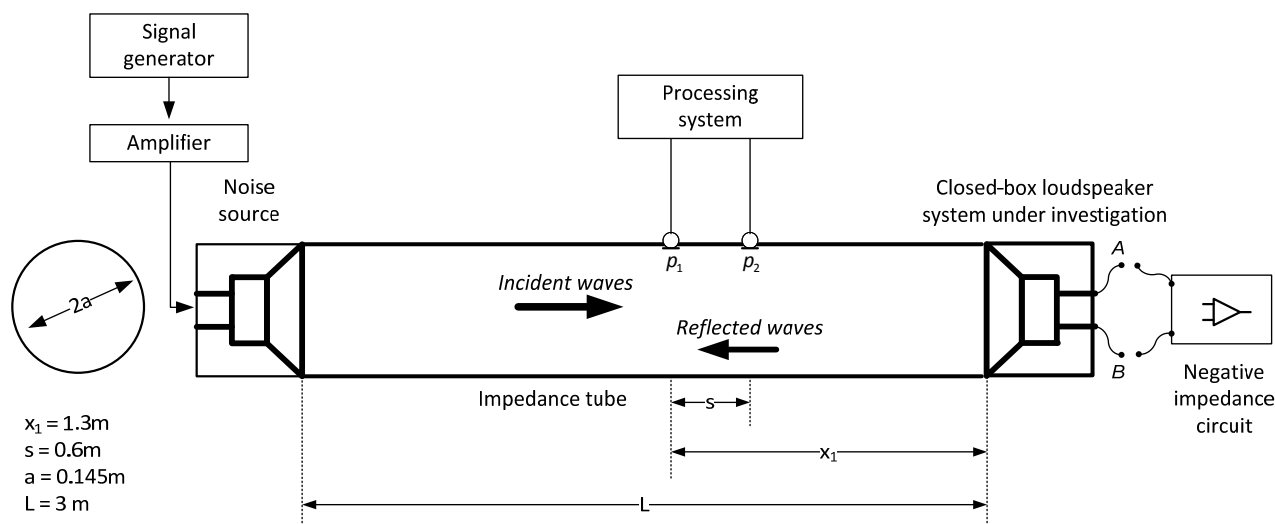 Signal
generator
Amplifier
Noise
source
Processing
system
Closed-box loudspeaker
system under investigation
2a
p1
p2
A
Incident waves
Reflected waves
B
Impedance tube
s
Negative
impedance
circuit
x1
L
x1 = 1.3m
s = 0.6m
a = 0.145m
L = 3 m